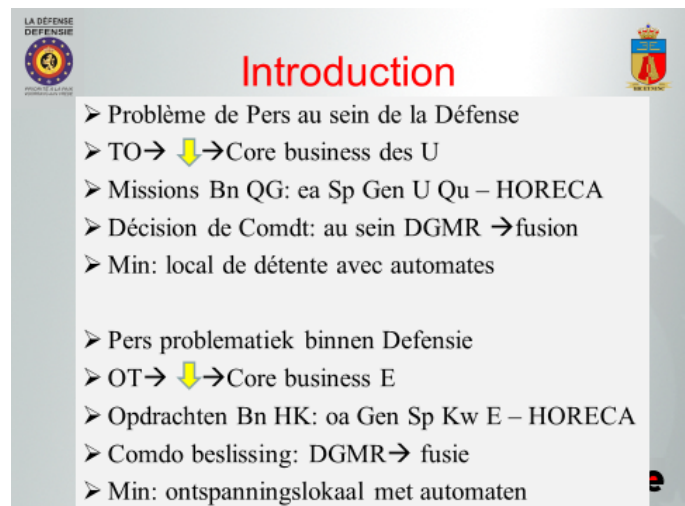 LA DÉFENSE
DEFENSIE
Introduction
➢ Problème de Pers au sein de la Défense
➢ TO→ ⇩→Core business des U
➢ Missions Bn QG: ea Sp Gen U Qu – HORECA
➢ Décision de Comdt: au sein DGMR →fusion
➢ Min: local de détente avec automates
➢ Pers problematiek binnen Defensie
➢ OT→ ⇩→Core business E
➢ Opdrachten Bn HK: oa Gen Sp Kw E – HORECA
➢ Comdo beslissing: DGMR→ fusie
➢ Min: ontspanningslokaal met automaten